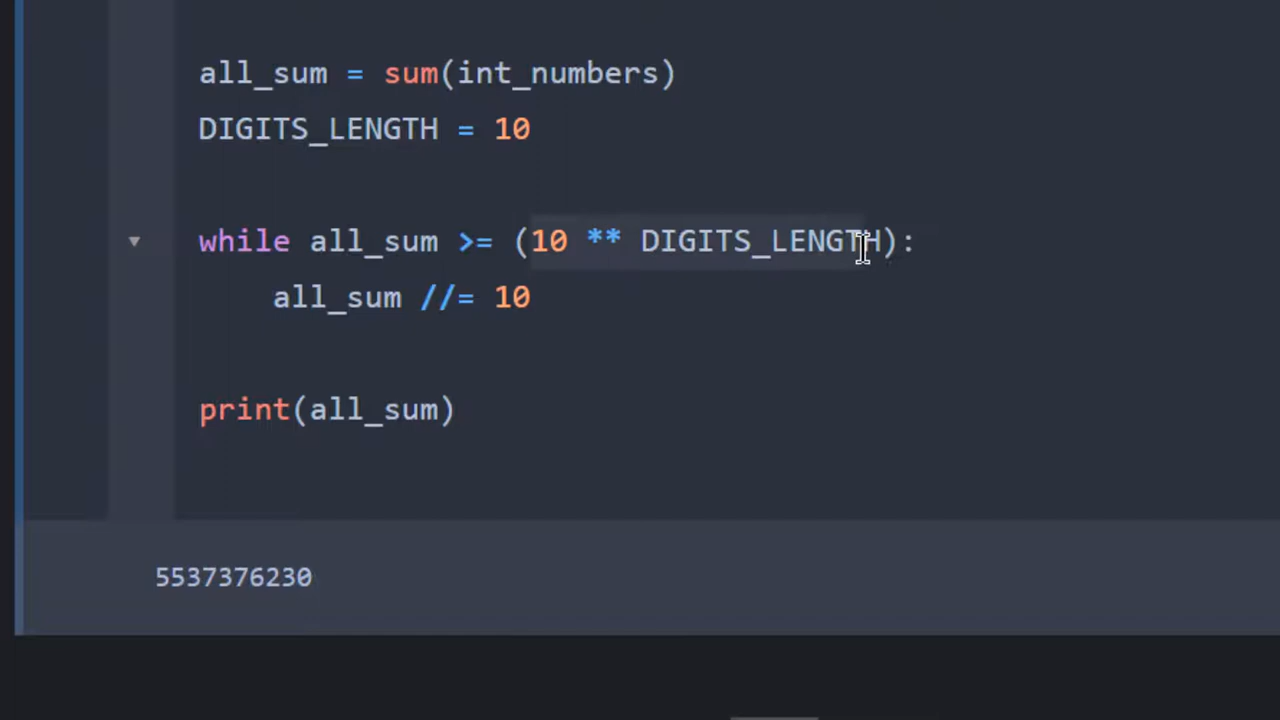 all_sum = sum(int_numbers)
DIGITS_LENGTH = 10
while all_sum >= (10 ** DIGITS_LENGTH):
    all_sum //= 10
print(all_sum)
5537376230